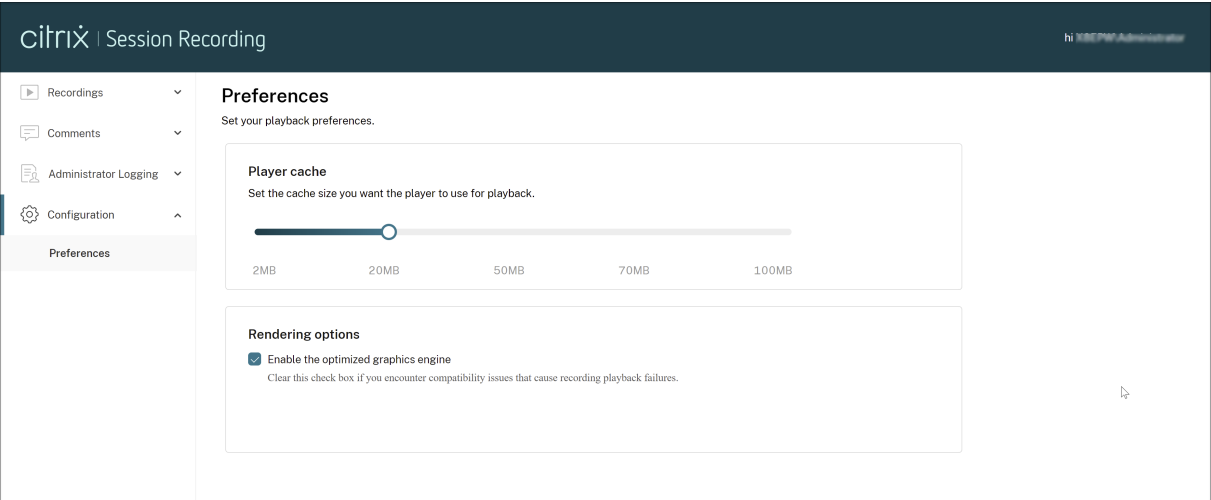 citrix | Session Recording
hi
Recordings
Comments
Administrator Logging
Configuration
Preferences
Preferences
Set your playback preferences.
Player cache
Set the cache size you want the player to use for playback.
2MB 20MB 50MB 70MB 100MB
Rendering options
Enable the optimized graphics engine
Clear this check box if you encounter compatibility issues that cause recording playback failures.